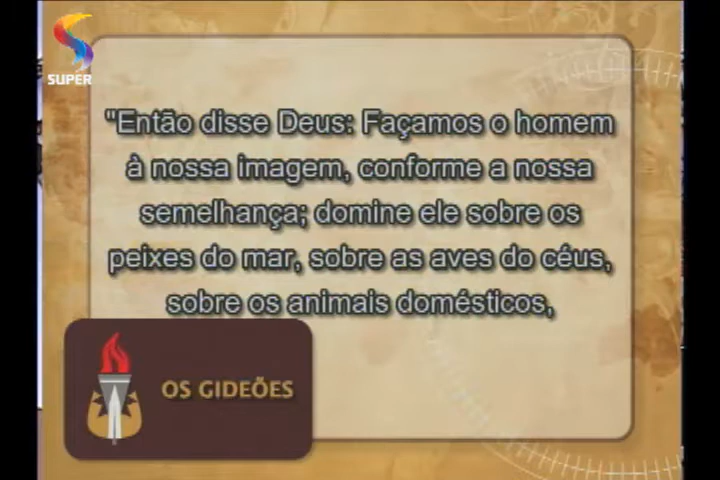 SUPER
"Então disse Deus: Façamos o homem
à nossa imagem, conforme a nossa
semelhança; domine ele sobre os
peixes do mar, sobre as aves do céus,
sobre os animais domésticos,
OS GIDEÕES